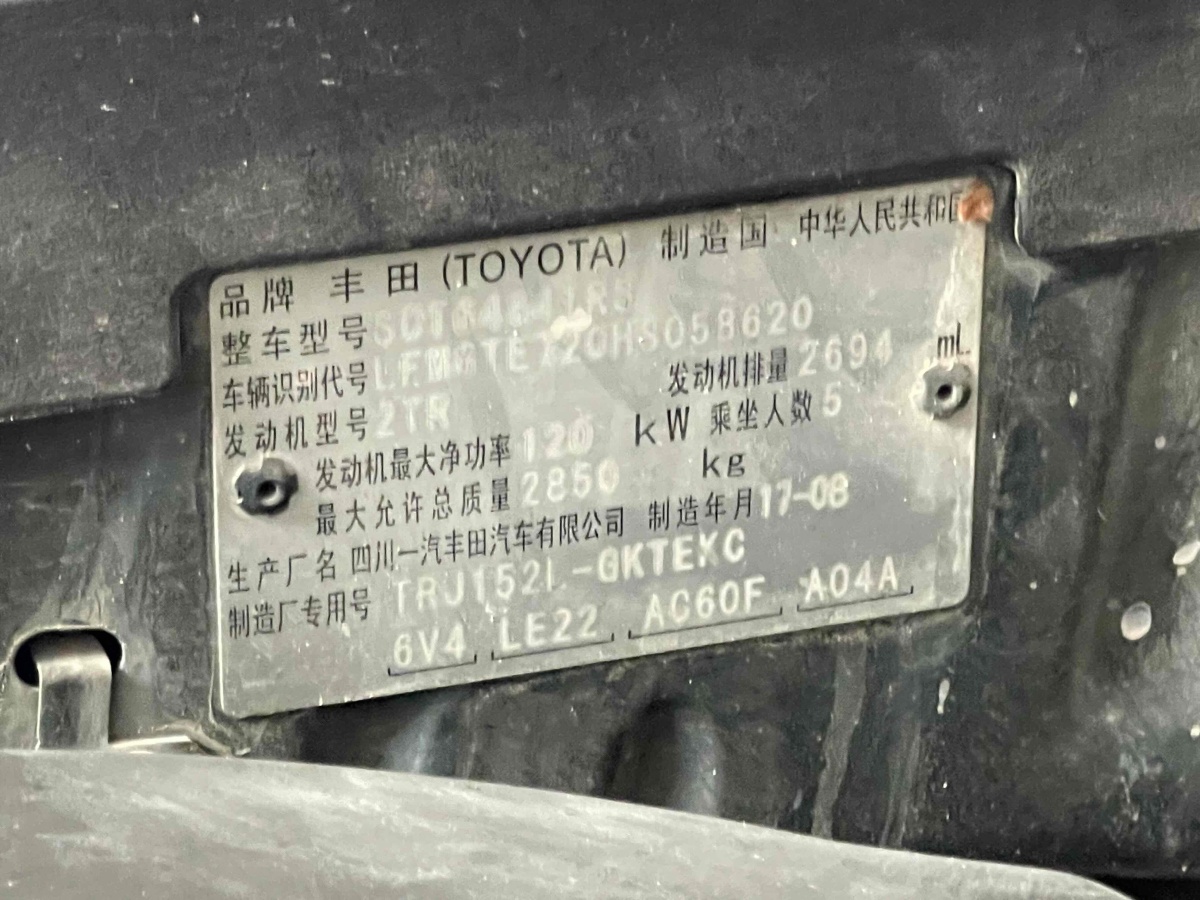 品牌 丰田 (TOYOTA) 制造国 中华人民共和国
整车型号
车辆识别代号 LFMGTE720HS058620
发动机型号 2TR 发动机排量 2694 mL
发动机最大净功率 120 kW 乘坐人数 5
最大允许总质量 2850 kg
生产厂名 四川一汽丰田汽车有限公司 制造年月 17-08
制造厂专用号 TRJ152L-GKTEKC
6V4 LE22 AC60F A04A